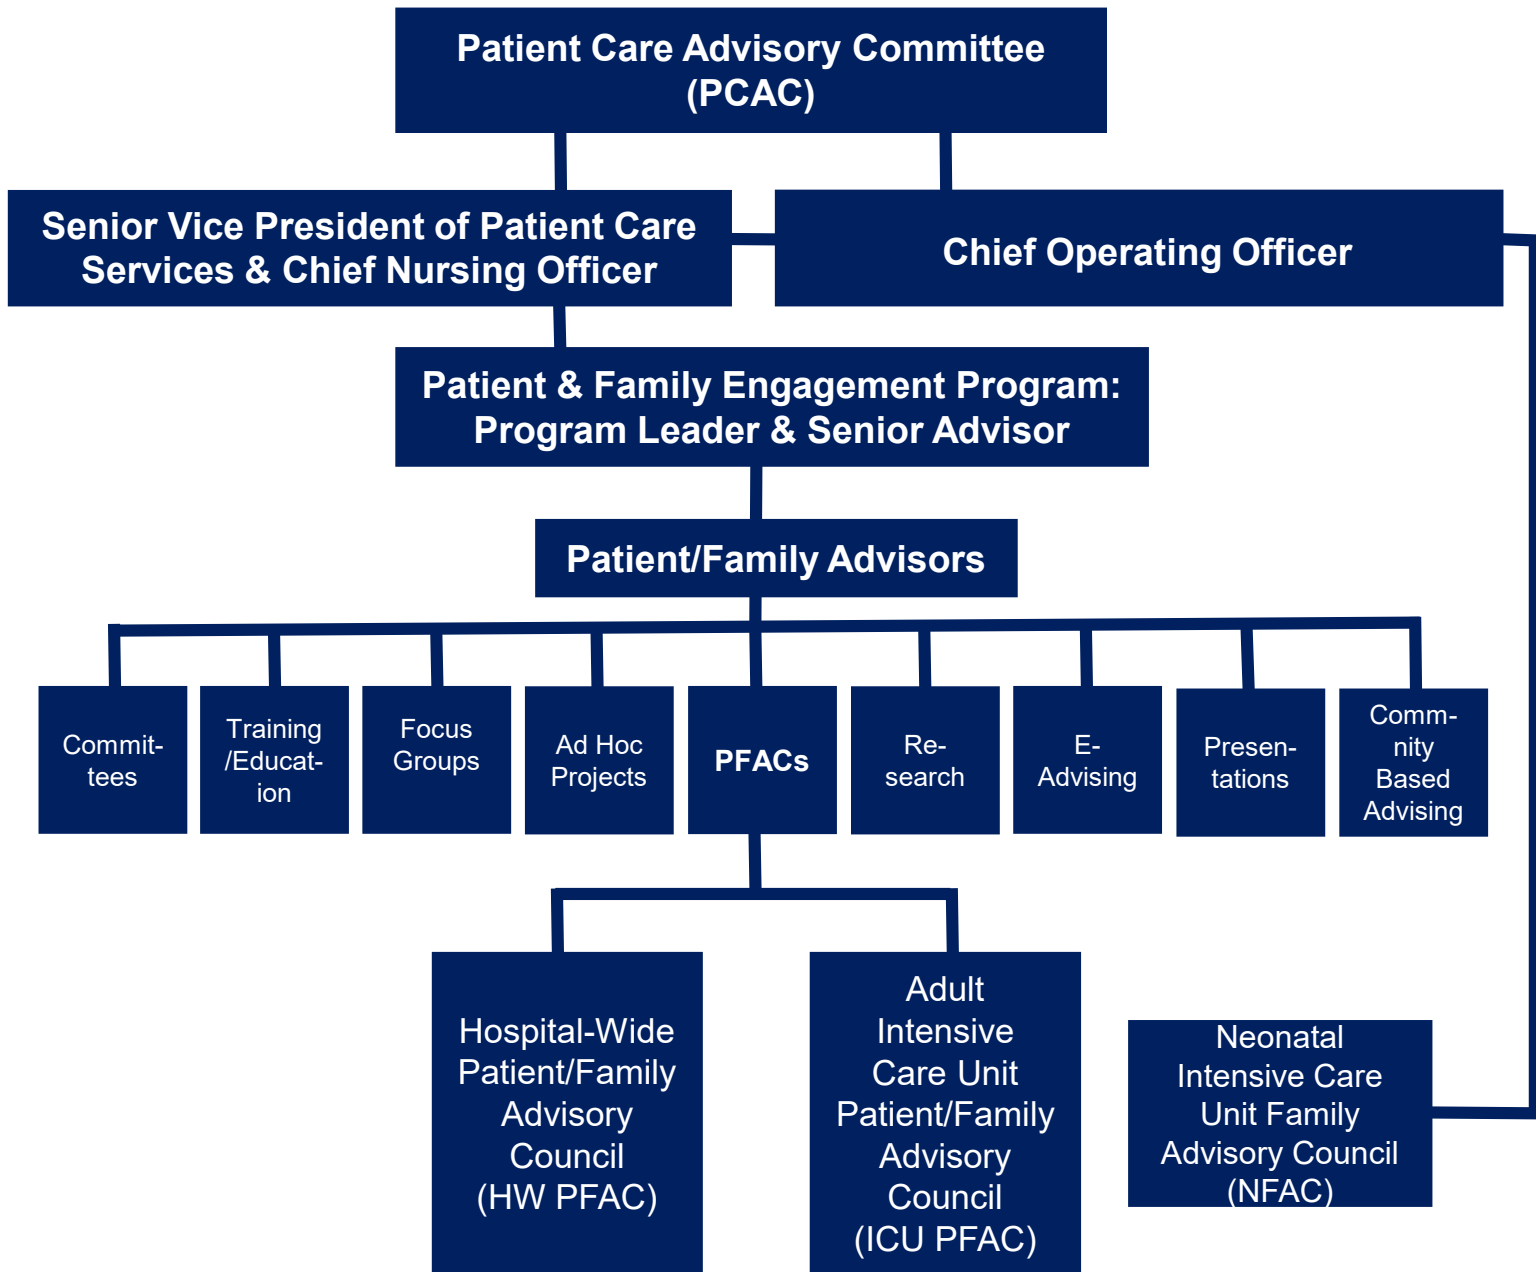 Patient Care Advisory Committee
(PCAC)
Senior Vice President of Patient Care
Services & Chief Nursing Officer
Chief Operating Officer
Patient & Family Engagement Program:
Program Leader & Senior Advisor
Patient/Family Advisors
Commit-
tees
Training
/Educat-
ion
Focus
Groups
Ad Hoc
Projects
PFACs
Re-
search
E-
Advising
Presen-
tations
Comm-
nity
Based
Advising
Hospital-Wide
Patient/Family
Advisory
Council
(HW PFAC)
Adult
Intensive
Care Unit
Patient/Family
Advisory
Council
(ICU PFAC)
Neonatal
Intensive Care
Unit Family
Advisory Council
(NFAC)